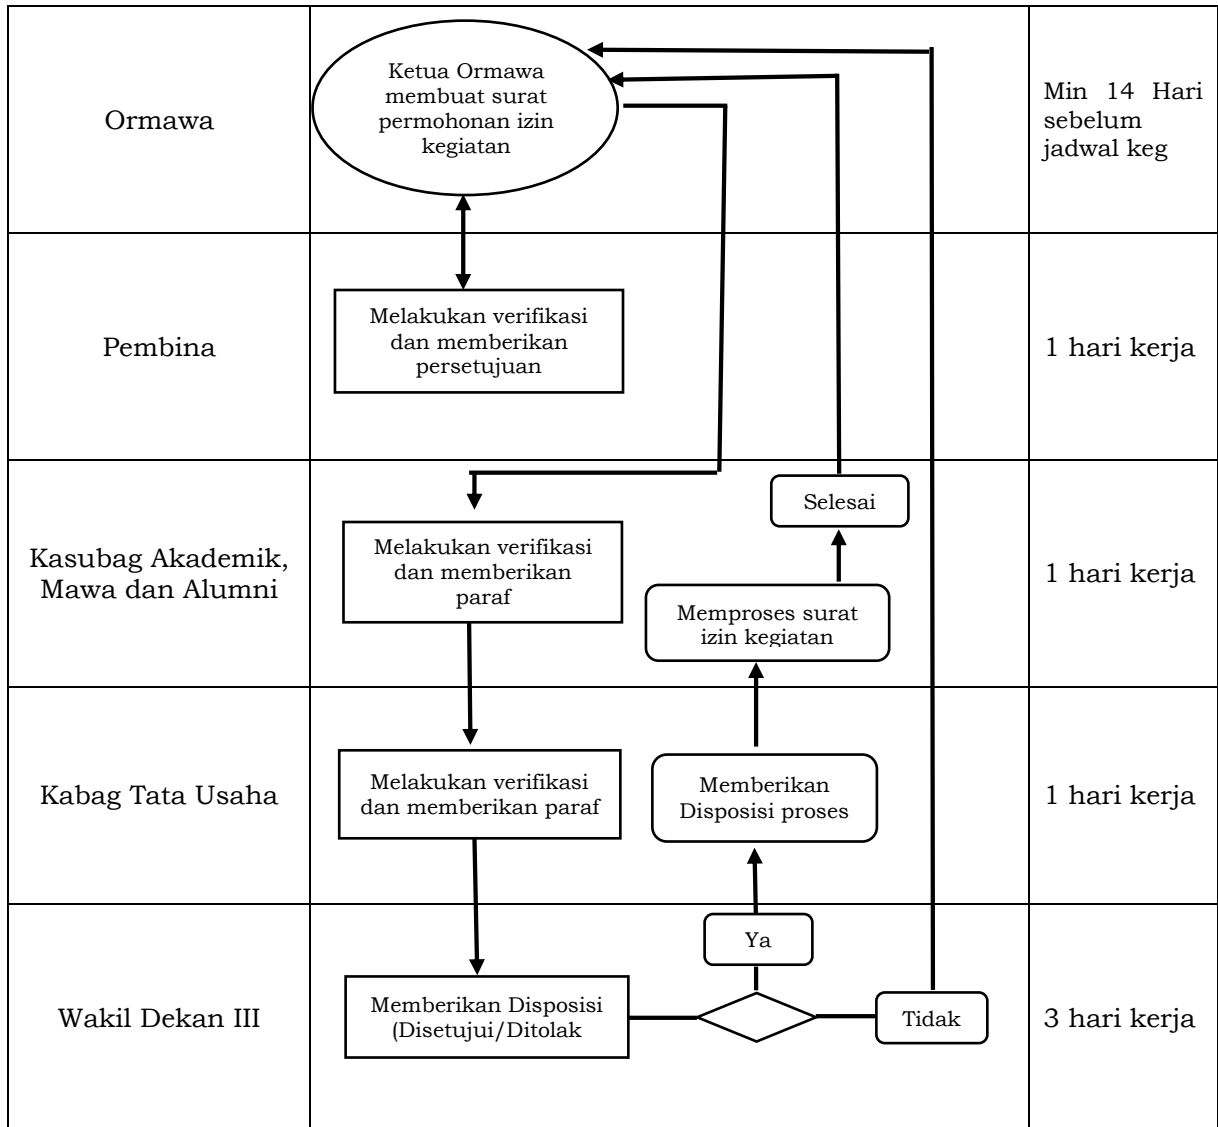 Ormawa
Ketua Ormawa
membuat surat
permohonan izin
kegiatan
Min 14 Hari
sebelum
jadwal keg
Pembina
Melakukan verifikasi
dan memberikan
persetujuan
1 hari kerja
Kasubag Akademik,
Mawa dan Alumni
Melakukan verifikasi
dan memberikan
paraf
Selesai
Memproses surat
izin kegiatan
1 hari kerja
Kabag Tata Usaha
Melakukan verifikasi
dan memberikan paraf
Memberikan
Disposisi proses
1 hari kerja
Wakil Dekan III
Memberikan Disposisi
(Disetujui/Ditolak
Ya
Tidak
3 hari kerja